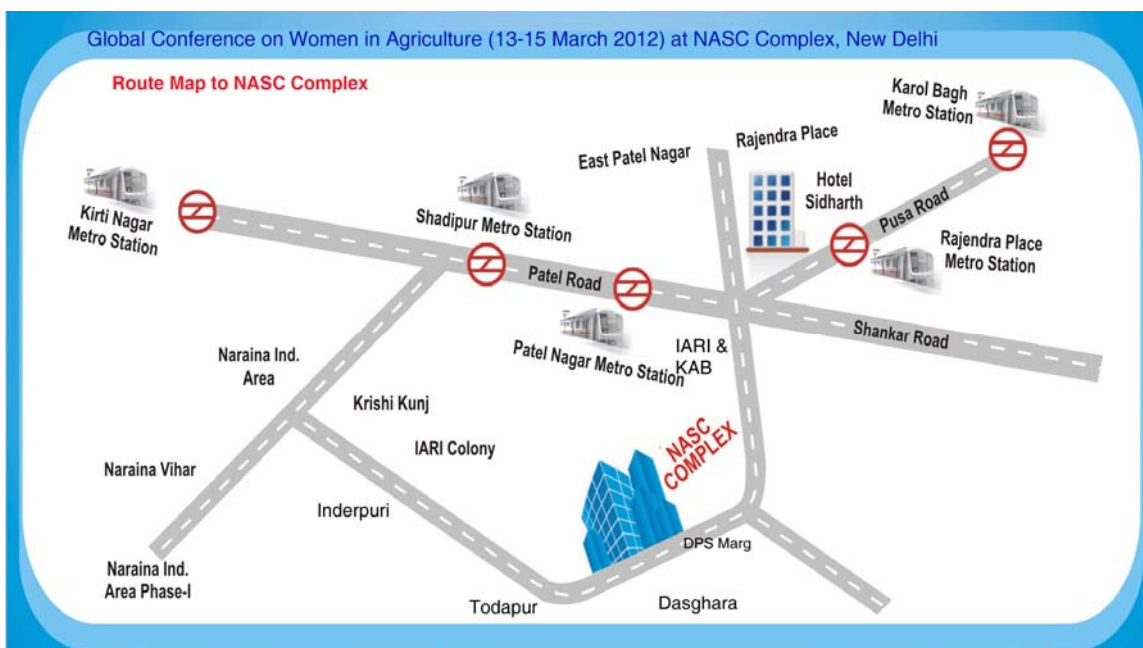 Global Conference on Women in Agriculture (13-15 March 2012) at NASC Complex, New Delhi
Route Map to NASC Complex
Karol Bagh
Metro Station
Rajendra Place
East Patel Nagar
Hotel
Sidharth
Kirti Nagar
Metro Station
Shadipur Metro Station
Pusa Road
Rajendra Place
Metro Station
Patel Road
Shankar Road
Patel Nagar Metro Station
IARI &
KAB
Naraina Ind.
Area
Krishi Kunj
IARI Colony
NASC
COMPLEX
Naraina Vihar
Inderpuri
DPS Marg
Naraina Ind.
Area Phase-I
Todapur
Dasghara